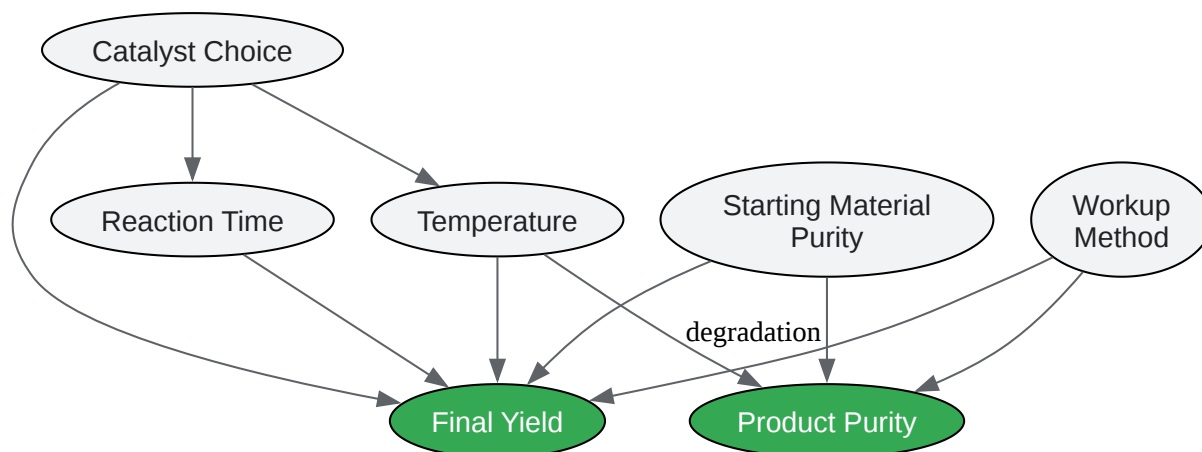 Catalyst Choice
Reaction Time
Temperature
Starting Material
Purity
Workup
Method
degradation
Final Yield
Product Purity